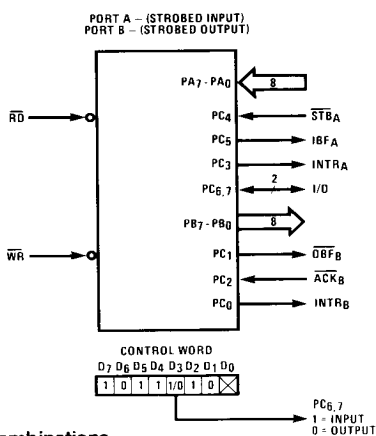 PORT A – (STROBED INPUT)
PORT B – (STROBED OUTPUT)
PA7 - PA0
8
RD
PC4
STBA
PC5
IBFA
PC3
INTRA
2
PC6,7
I/O
PB7 - PB0
8
WR
PC1
OBFB
PC2
ACKB
PC0
INTRB
CONTROL WORD
D7 D6 D5 D4 D3 D2 D1 D0
1 0 1 1 1/0 1 0
PC6,7
1 = INPUT
0 = OUTPUT